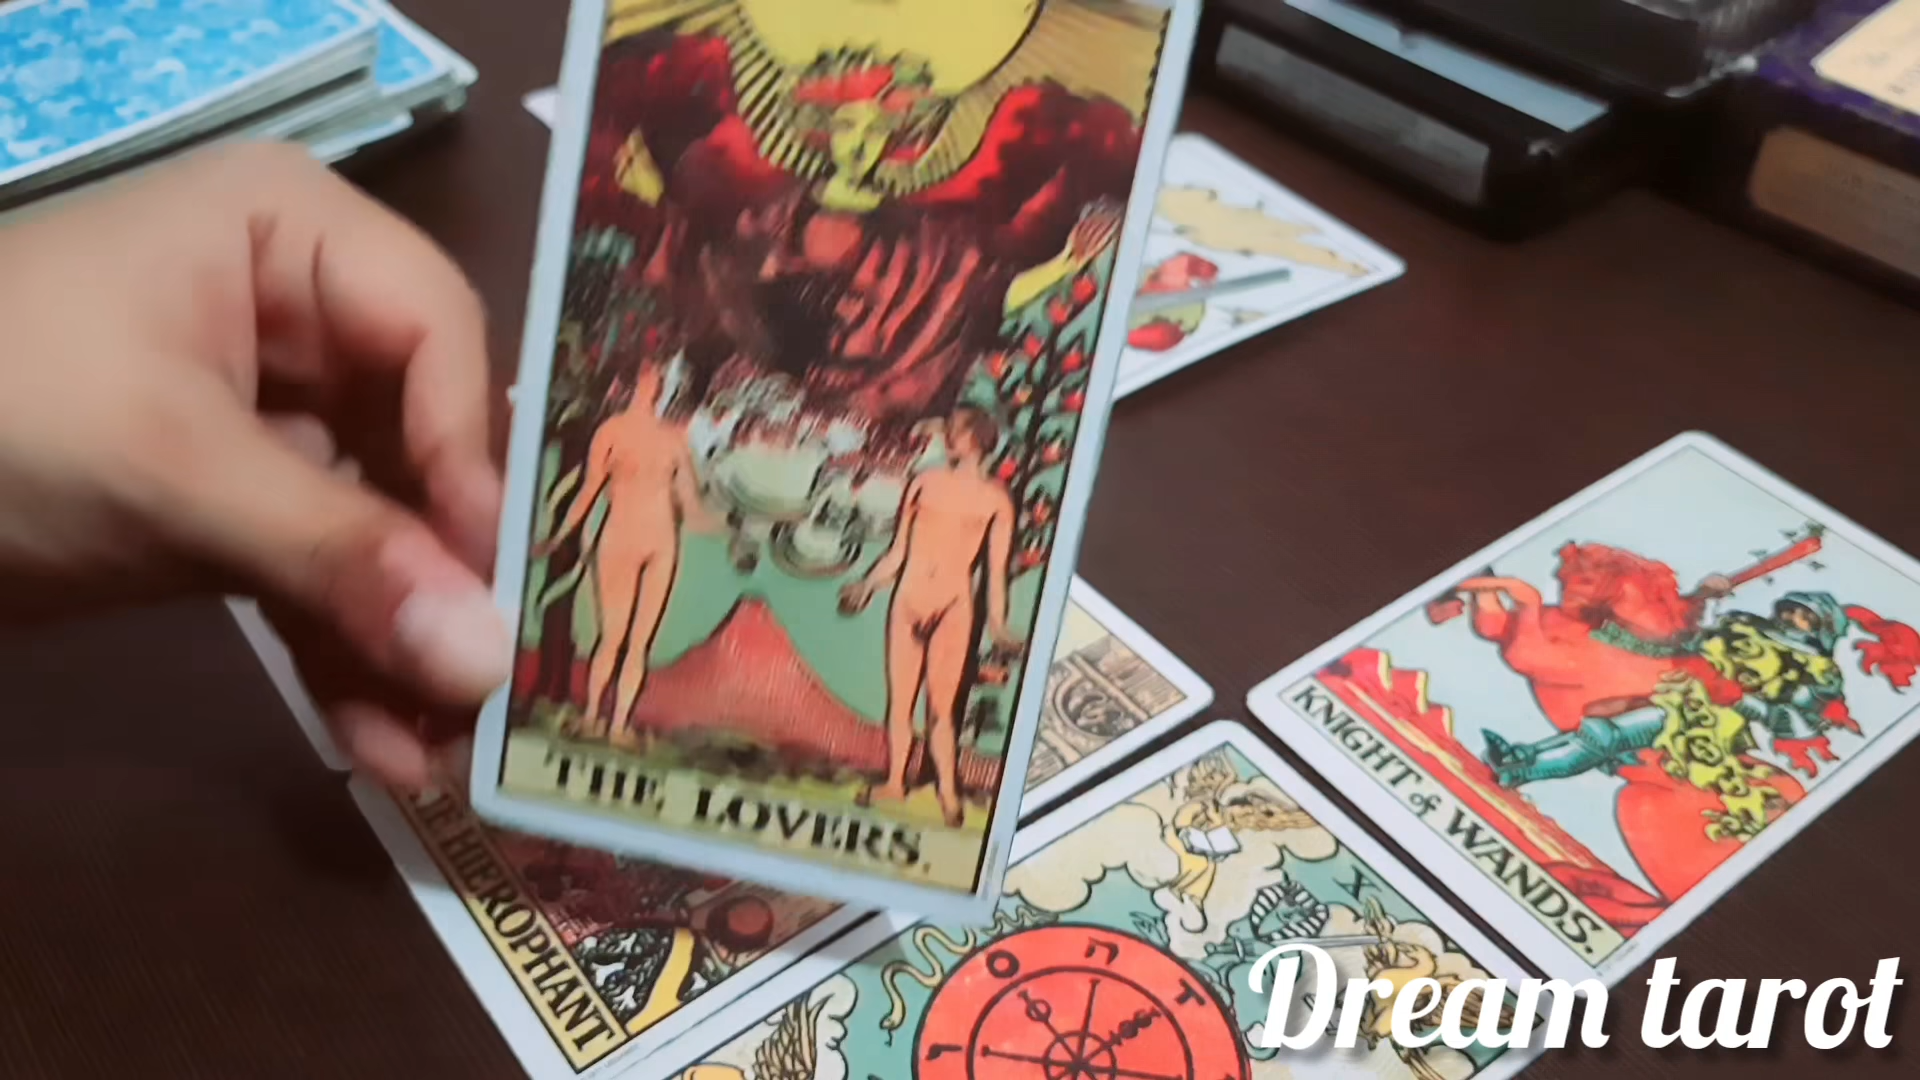 THE LOVERS.
KNIGHT of WANDS.
HIEROPHANT
X
Dream tarot